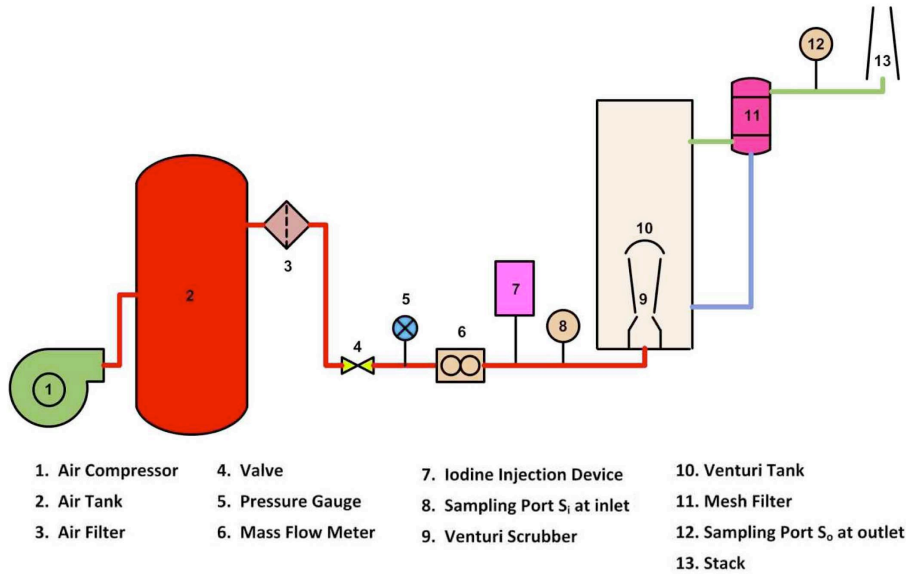 12
13
11
10
3
2
7
5
9
8
4
6
1
1. Air Compressor
2. Air Tank
3. Air Filter
4. Valve
5. Pressure Gauge
6. Mass Flow Meter
7. Iodine Injection Device
8. Sampling Port Si at inlet
9. Venturi Scrubber
10. Venturi Tank
11. Mesh Filter
12. Sampling Port So at outlet
13. Stack